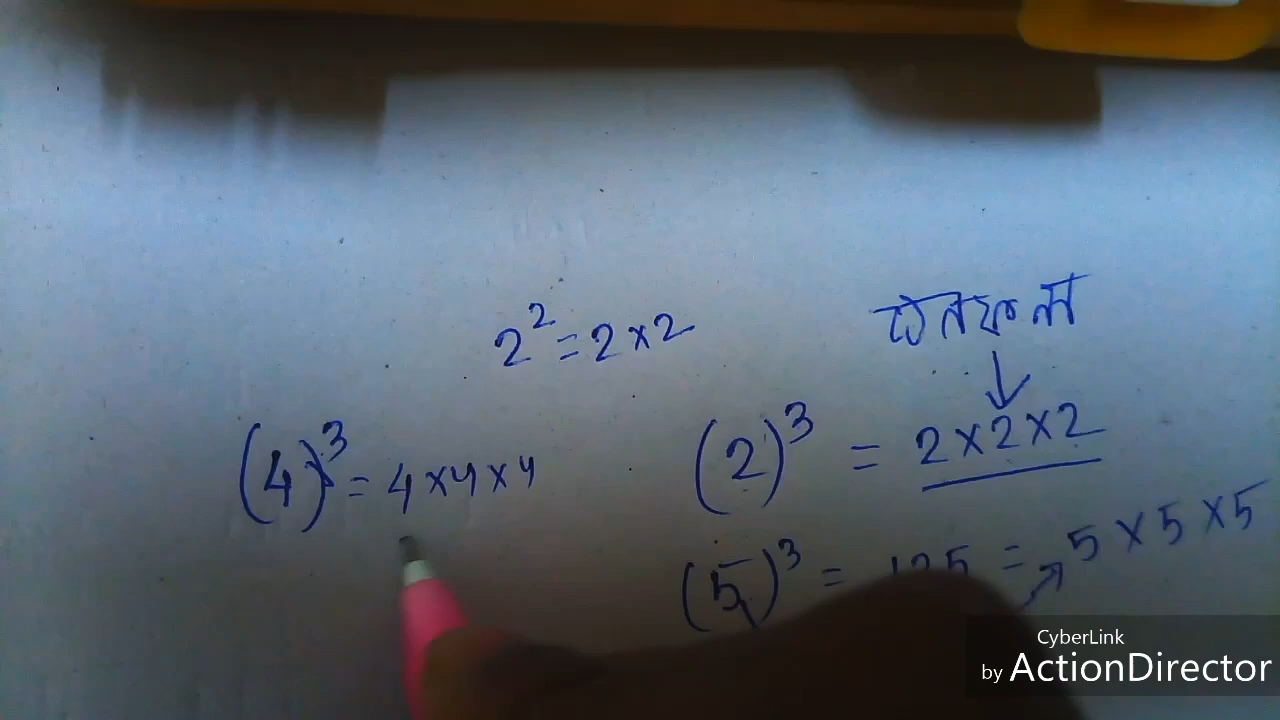 2² = 2 × 2
(4)³ = 4 × 4 × 4
(2)³ = 2 × 2 × 2
(5)³ = 125 = 5 × 5 × 5
CyberLink
by ActionDirector